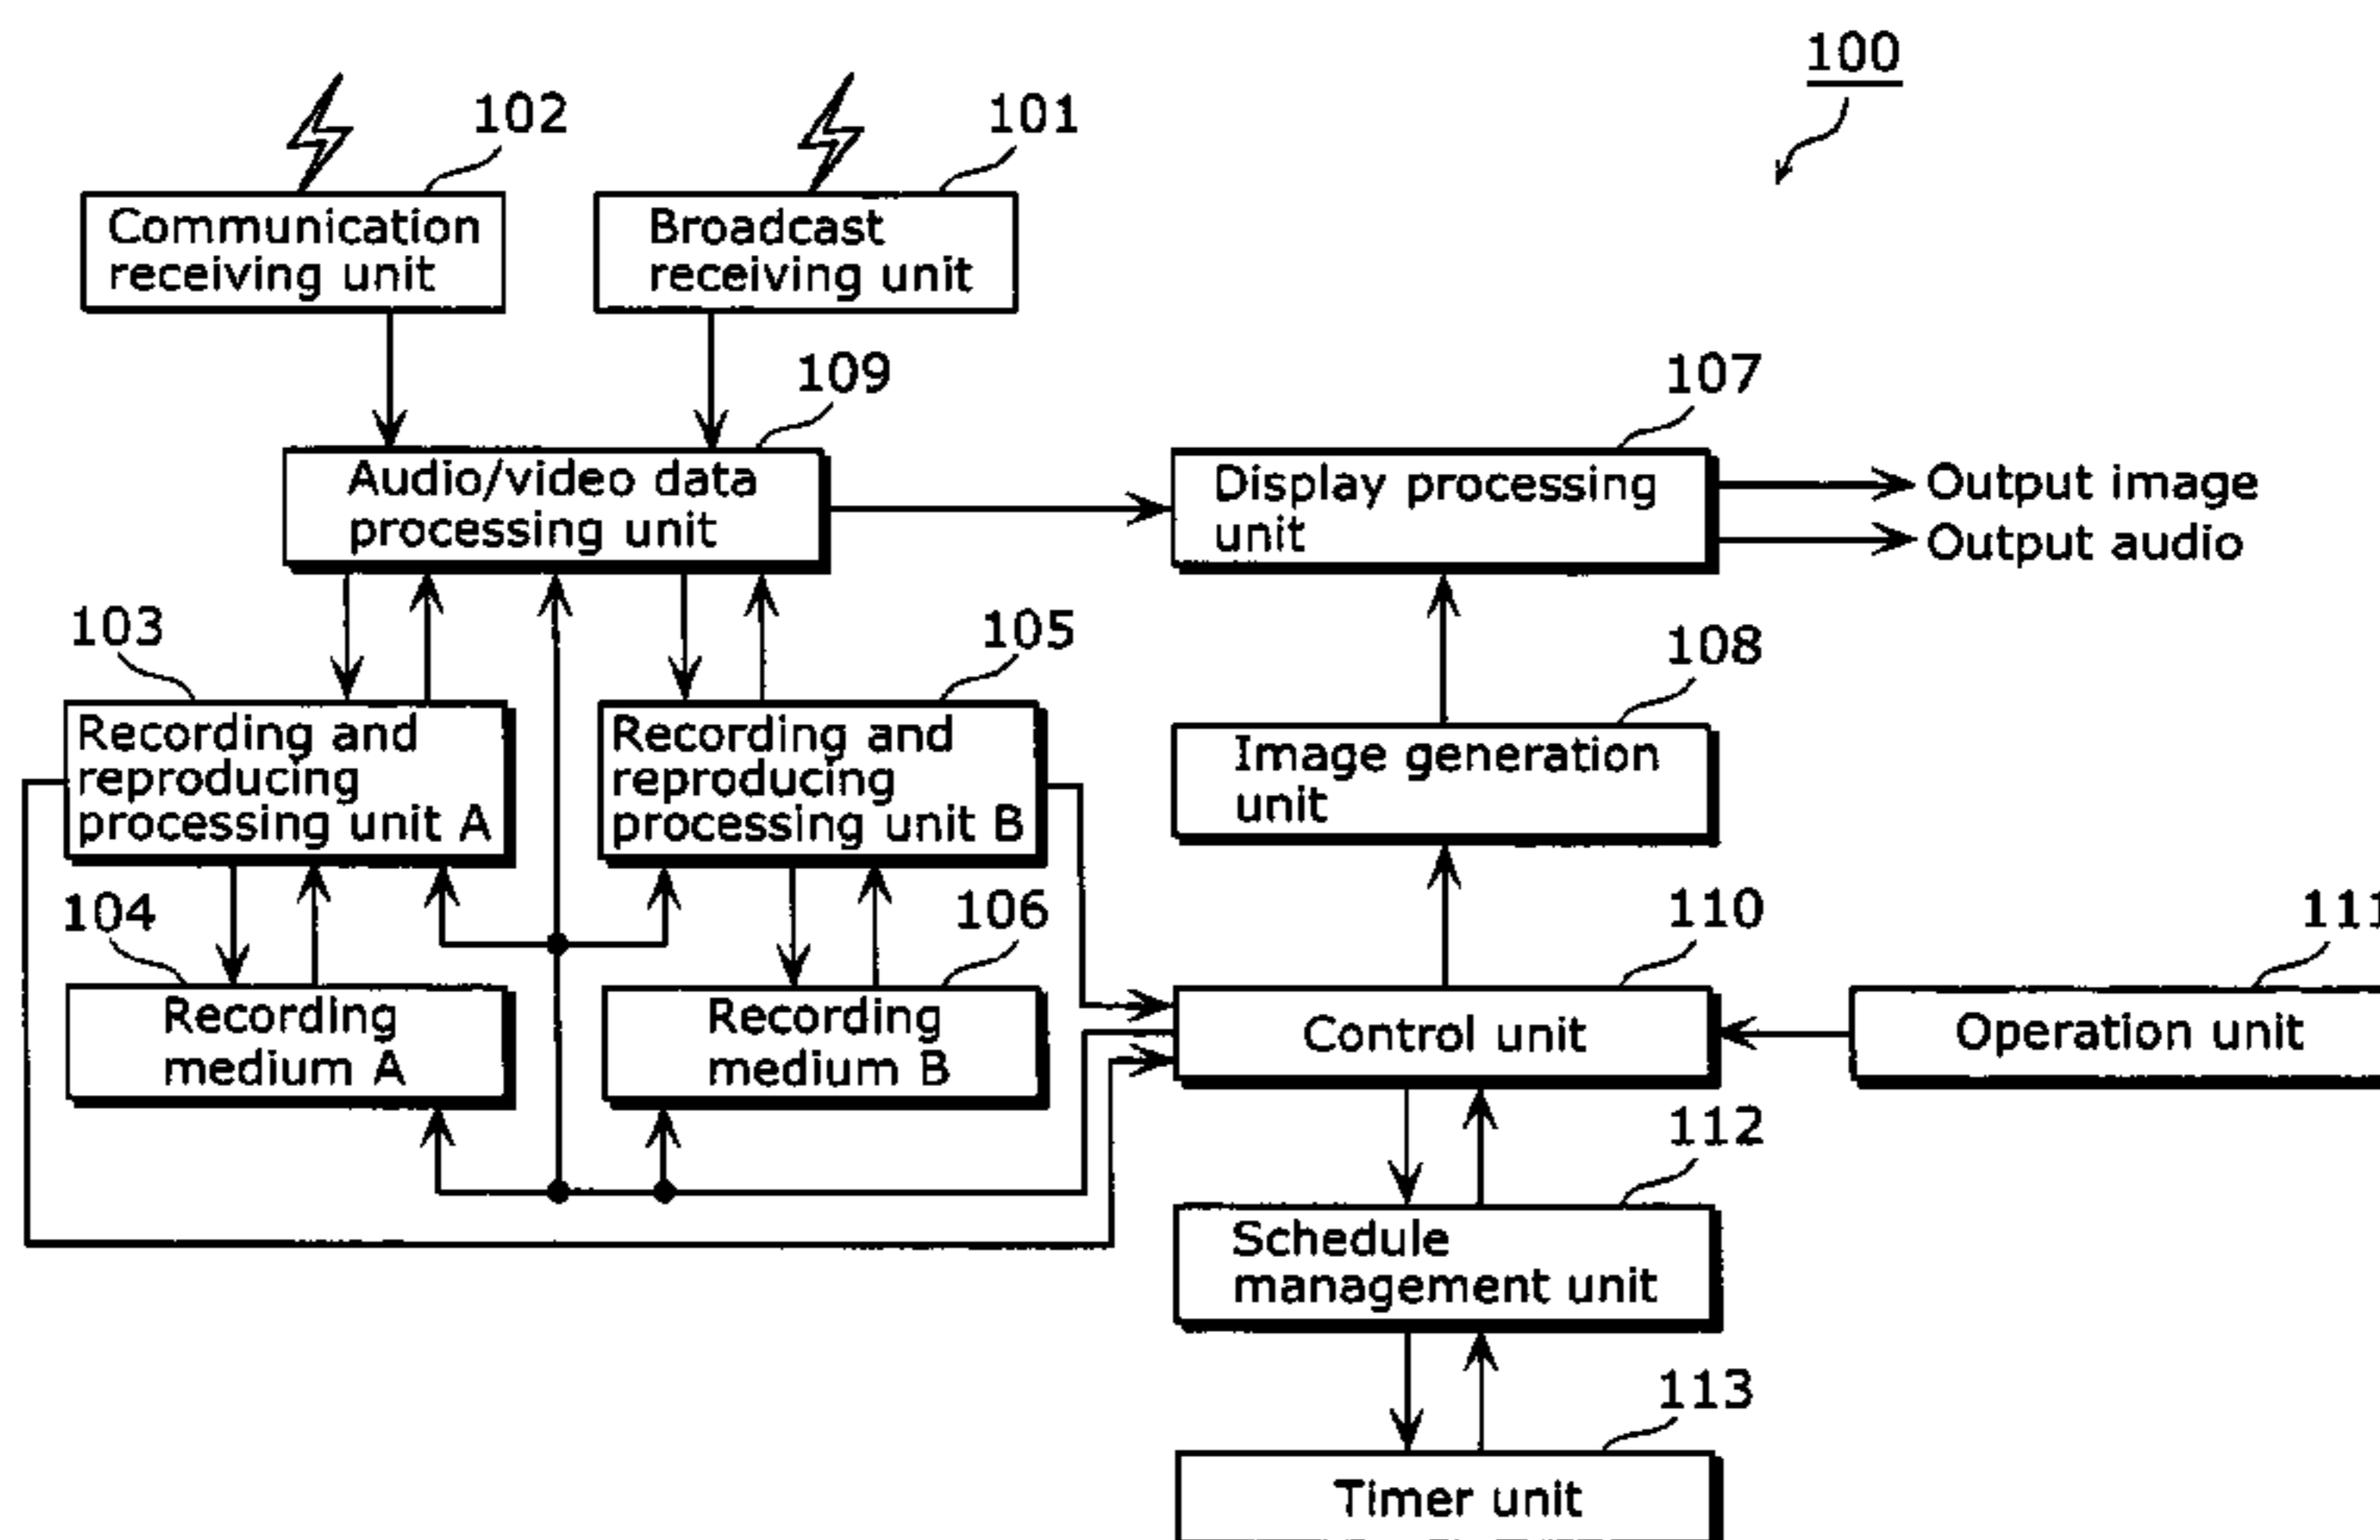 100
102
101
Communication
receiving unit
Broadcast
receiving unit
109
107
Audio/video data
processing unit
Display processing
unit
Output image
Output audio
103
105
108
Recording and
reproducing
processing unit A
Recording and
reproducing
processing unit B
Image generation
unit
104
106
110
111
Recording
medium A
Recording
medium B
Control unit
Operation unit
112
Schedule
management unit
113
Timer unit